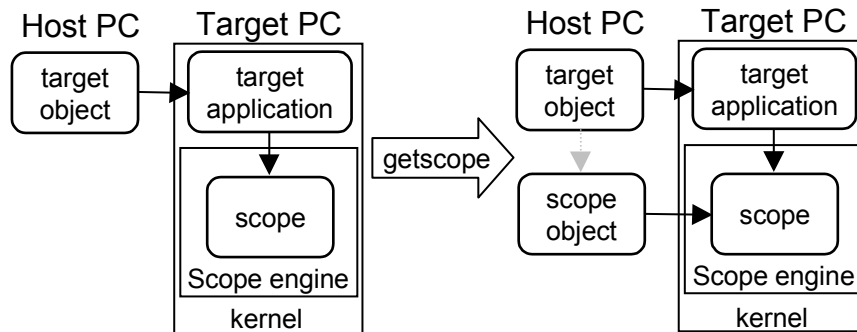 Host PC
Target PC
target
object
target
application
scope
Scope engine
kernel
getscope
Host PC
Target PC
target
object
target
application
scope
object
scope
Scope engine
kernel